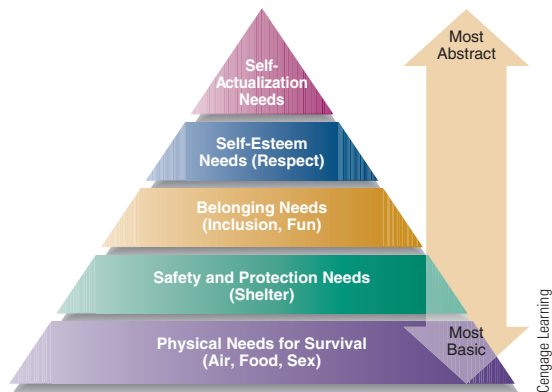 Self-
Actualization
Needs
Most
Abstract
Self-Esteem
Needs (Respect)
Belonging Needs
(Inclusion, Fun)
Safety and Protection Needs
(Shelter)
Physical Needs for Survival
(Air, Food, Sex)
Most
Basic
Cengage Learning